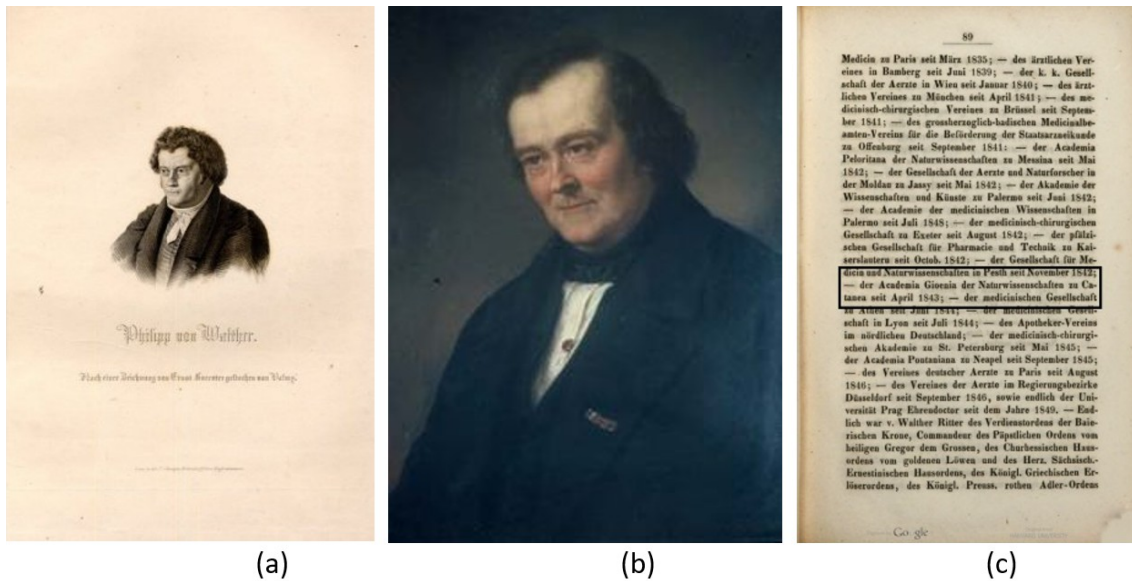 Philipp von Walther.
(a)
(b)
89
Medicin zu Paris seit März 1835; — des ärztlichen Ver-
eines in Bamberg seit Juni 1839; — der k. k. Gesell-
schaft der Aerzte in Wien seit Januar 1840; — des ärzt-
lichen Vereines zu München seit April 1841; — des me-
dicinisch-chirurgischen Vereines zu Brüssel seit Septem-
ber 1841; — des grossherzoglich-badischen Medicinalbe-
amten-Vereins für die Beförderung der Staatsarzneikunde
zu Offenburg seit September 1841: — der Academia
Peloritana der Naturwissenschaften zu Messina seit Mai
1842; — der Gesellschaft der Aerzte und Naturforscher in
der Moldau zu Jassy seit Mai 1842; — der Akademie der
Wissenschaften und Künste zu Palermo seit Juni 1842;
— der Academie der medicinischen Wissenschaften in
Palermo seit Juli 1848; — der medicinisch-chirurgischen
Gesellschaft zu Exeter seit August 1842; — der pfälzi-
schen Gesellschaft für Pharmacie und Technik zu Kai-
serslautern seit Octob. 1842; — der Gesellschaft für Me-
dicin und Naturwissenschaften in Pesth seit November 1842;
— der Academia Gioenia der Naturwissenschaften zu Ca-
tanea seit April 1843; — der medicinischen Gesellschaft
zu Athen seit Juni 1844; — der medicinischen Gesell-
schaft in Lyon seit Juli 1844; — des Apotheker-Vereins
im nördlichen Deutschland; — der medicinisch-chirurgi-
schen Akademie zu St. Petersburg seit Mai 1845; —
der Academia Pontaniana zu Neapel seit September 1845;
— des Vereines deutscher Aerzte zu Paris seit August
1846; — des Vereines der Aerzte im Regierungsbezirke
Düsseldorf seit September 1846, sowie endlich der Uni-
versität Prag Ehrendoctor seit dem Jahre 1849. — End-
lich war v. Walther Ritter des Verdienstordens der Baie-
rischen Krone, Commandeur des Päpstlichen Ordens vom
heiligen Gregor dem Grossen, des Churhessischen Haus-
ordens vom goldenen Löwen und des Herz. Sächsisch.-
Ernestinischen Hausordens, des Königl. Griechischen Er-
löserordens, des Königl. Preuss. rothen Adler-Ordens
Google
(c)